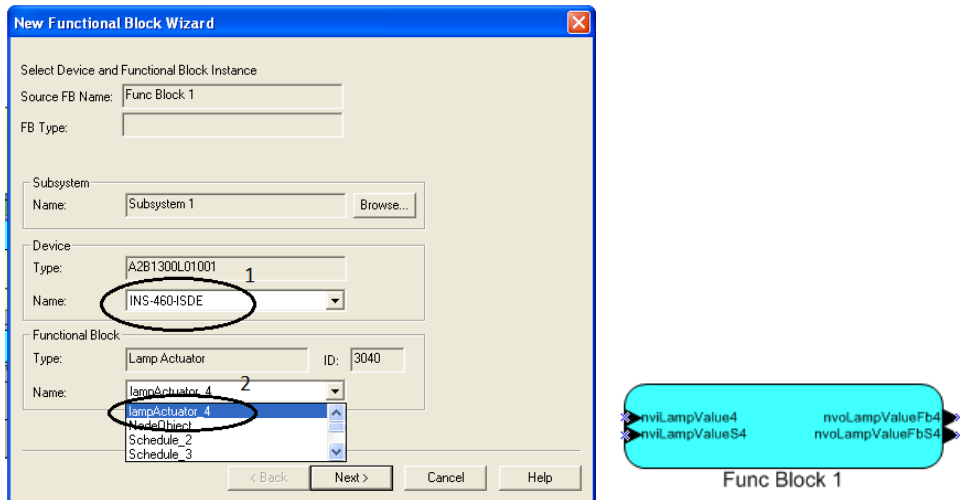 New Functional Block Wizard
Select Device and Functional Block Instance
Source FB Name: Func Block 1
FB Type:
Subsystem
Name: Subsystem 1 Browse...
Device
Type: A2B1300L01001
1
Name: INS-460-ISDE
Functional Block
Type: Lamp Actuator ID: 3040
Name: lampActuator_4 2
lampActuator_4
NodeObject
Schedule_2
Schedule_3
< Back Next > Cancel Help
nviLampValue4 nvoLampValueFb4
nviLampValueS4 nvoLampValueFbS4
Func Block 1